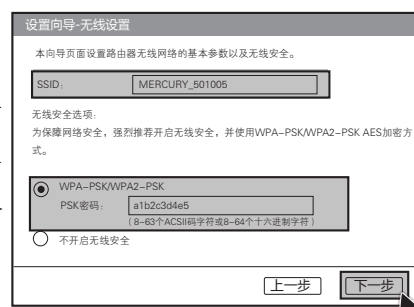 设置向导-无线设置
本向导页面设置路由器无线网络的基本参数以及无线安全。
SSID: MERCURY_501005
无线安全选项：
为保障网络安全，强烈推荐开启无线安全，并使用WPA-PSK/WPA2-PSK AES加密方
式。
WPA-PSK/WPA2-PSK
PSK密码： a1b2c3d4e5
（8-63个ACSII码字符或8-64个十六进制字符）
不开启无线安全
上一步 下一步